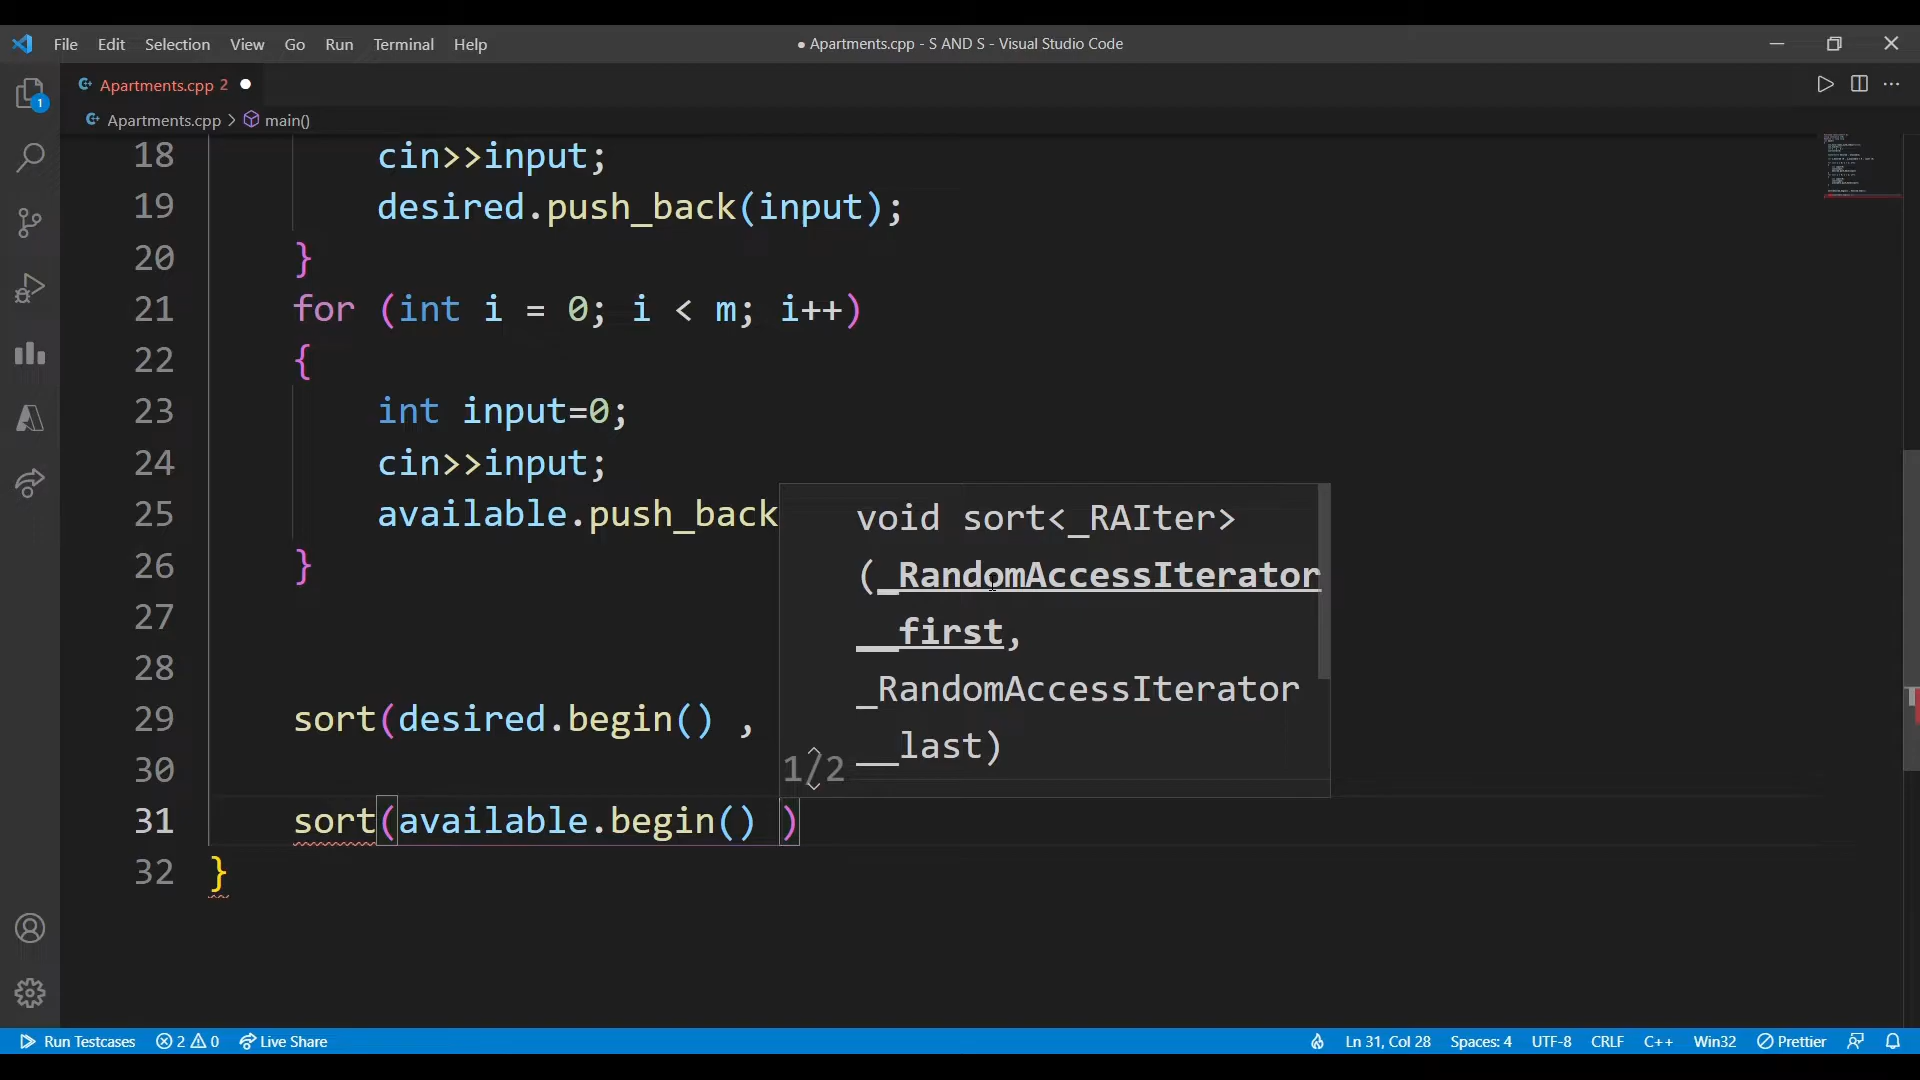 File Edit Selection View Go Run Terminal Help
● Apartments.cpp - S AND S - Visual Studio Code
Apartments.cpp 2 ●
Apartments.cpp > main()
1
18 cin>>input;
19 desired.push_back(input);
20 }
21 for (int i = 0; i < m; i++)
22 {
23 int input=0;
24 cin>>input;
25 available.push_back
26 }
27
28
29 sort(desired.begin() ,
30
31 sort(available.begin() )
32 }
void sort<_RAIter>
(_RandomAccessIterator
__first,
_RandomAccessIterator
__last)
1/2
Run Testcases 2 0 Live Share
Ln 31, Col 28 Spaces: 4 UTF-8 CRLF C++ Win32 Prettier